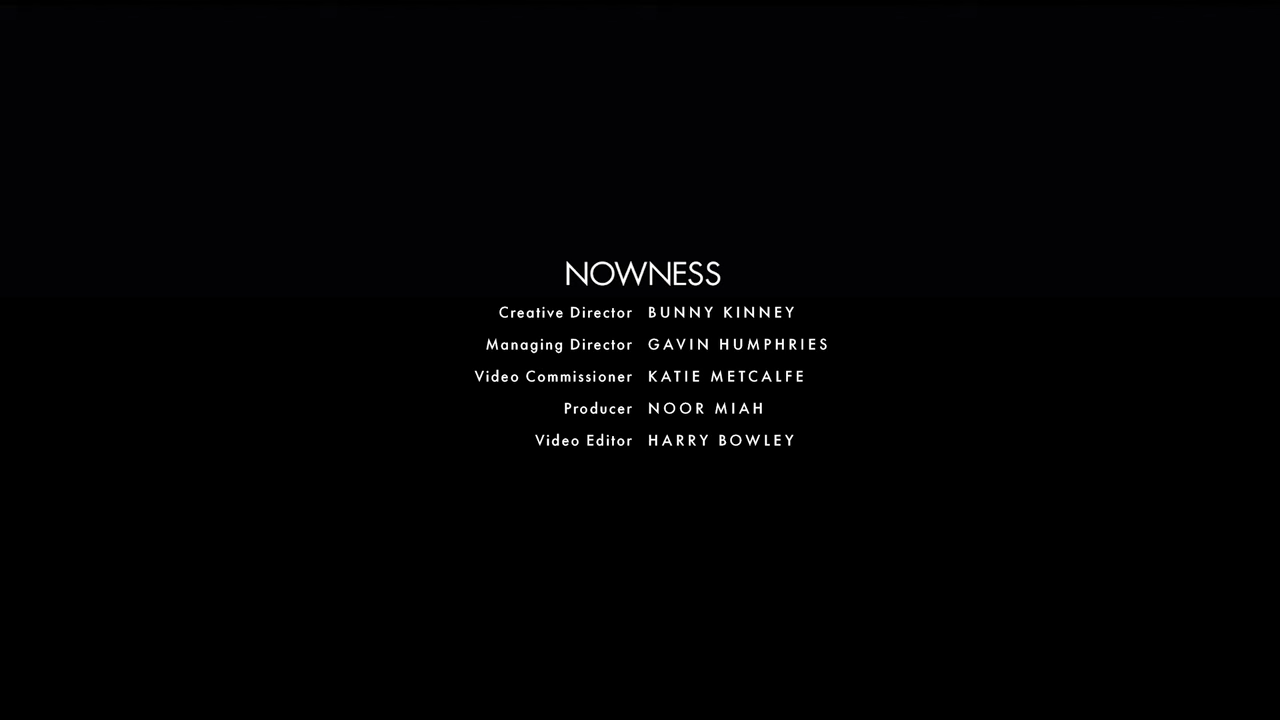 NOWNESS
Creative Director BUNNY KINNEY
Managing Director GAVIN HUMPHRIES
Video Commissioner KATIE METCALFE
Producer NOOR MIAH
Video Editor HARRY BOWLEY